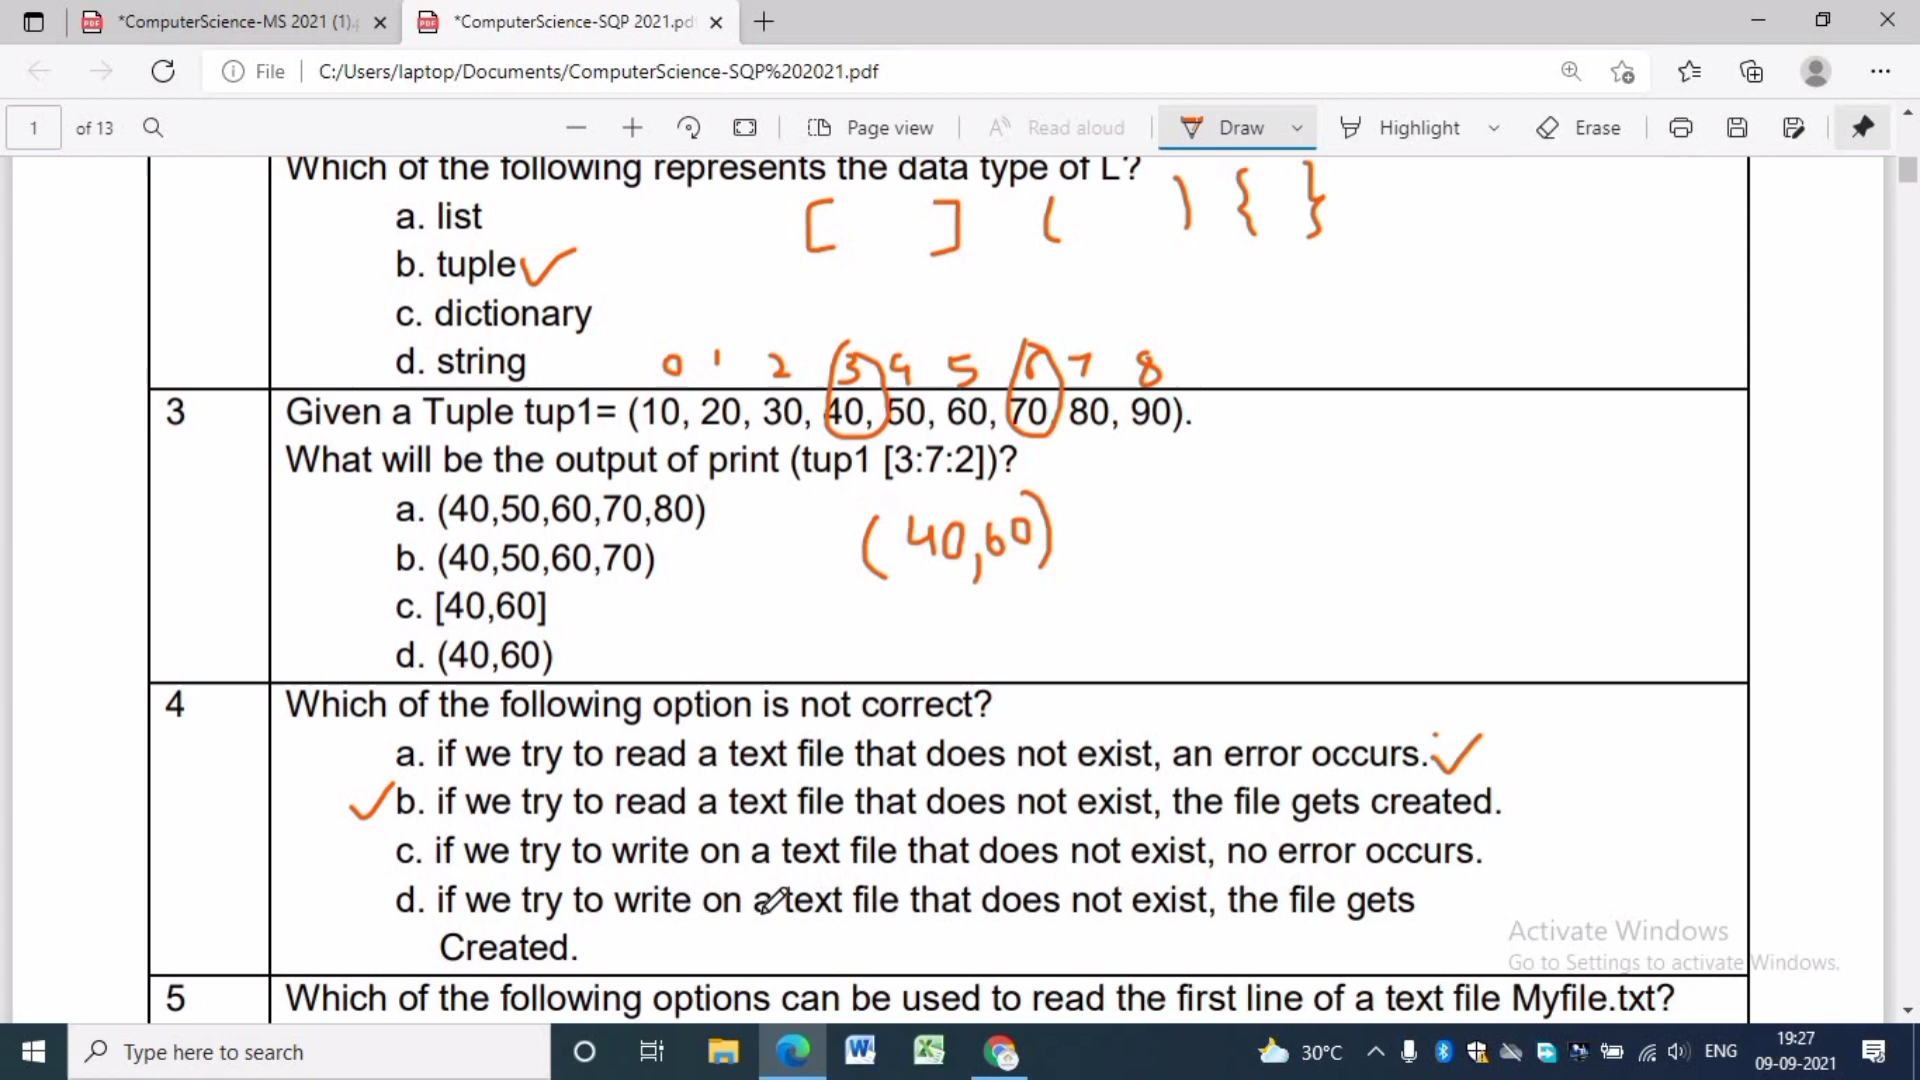 *ComputerScience-MS 2021 (1).
*ComputerScience-SQP 2021.pdf
File
C:/Users/laptop/Documents/ComputerScience-SQP%202021.pdf
1 of 13
Page view
Read aloud
Draw
Highlight
Erase
Which of the following represents the data type of L?
a. list
[ ] ( ) { }
b. tuple
c. dictionary
d. string
0 1 2 3 4 5 6 7 8
3 Given a Tuple tup1= (10, 20, 30, 40, 50, 60, 70, 80, 90).
What will be the output of print (tup1 [3:7:2])?
a. (40,50,60,70,80)
(40,60)
b. (40,50,60,70)
c. [40,60]
d. (40,60)
4 Which of the following option is not correct?
a. if we try to read a text file that does not exist, an error occurs.
b. if we try to read a text file that does not exist, the file gets created.
c. if we try to write on a text file that does not exist, no error occurs.
d. if we try to write on a text file that does not exist, the file gets
Created.
Activate Windows
Go to Settings to activate Windows.
5 Which of the following options can be used to read the first line of a text file Myfile.txt?
Type here to search
30°C
ENG
19:27
09-09-2021